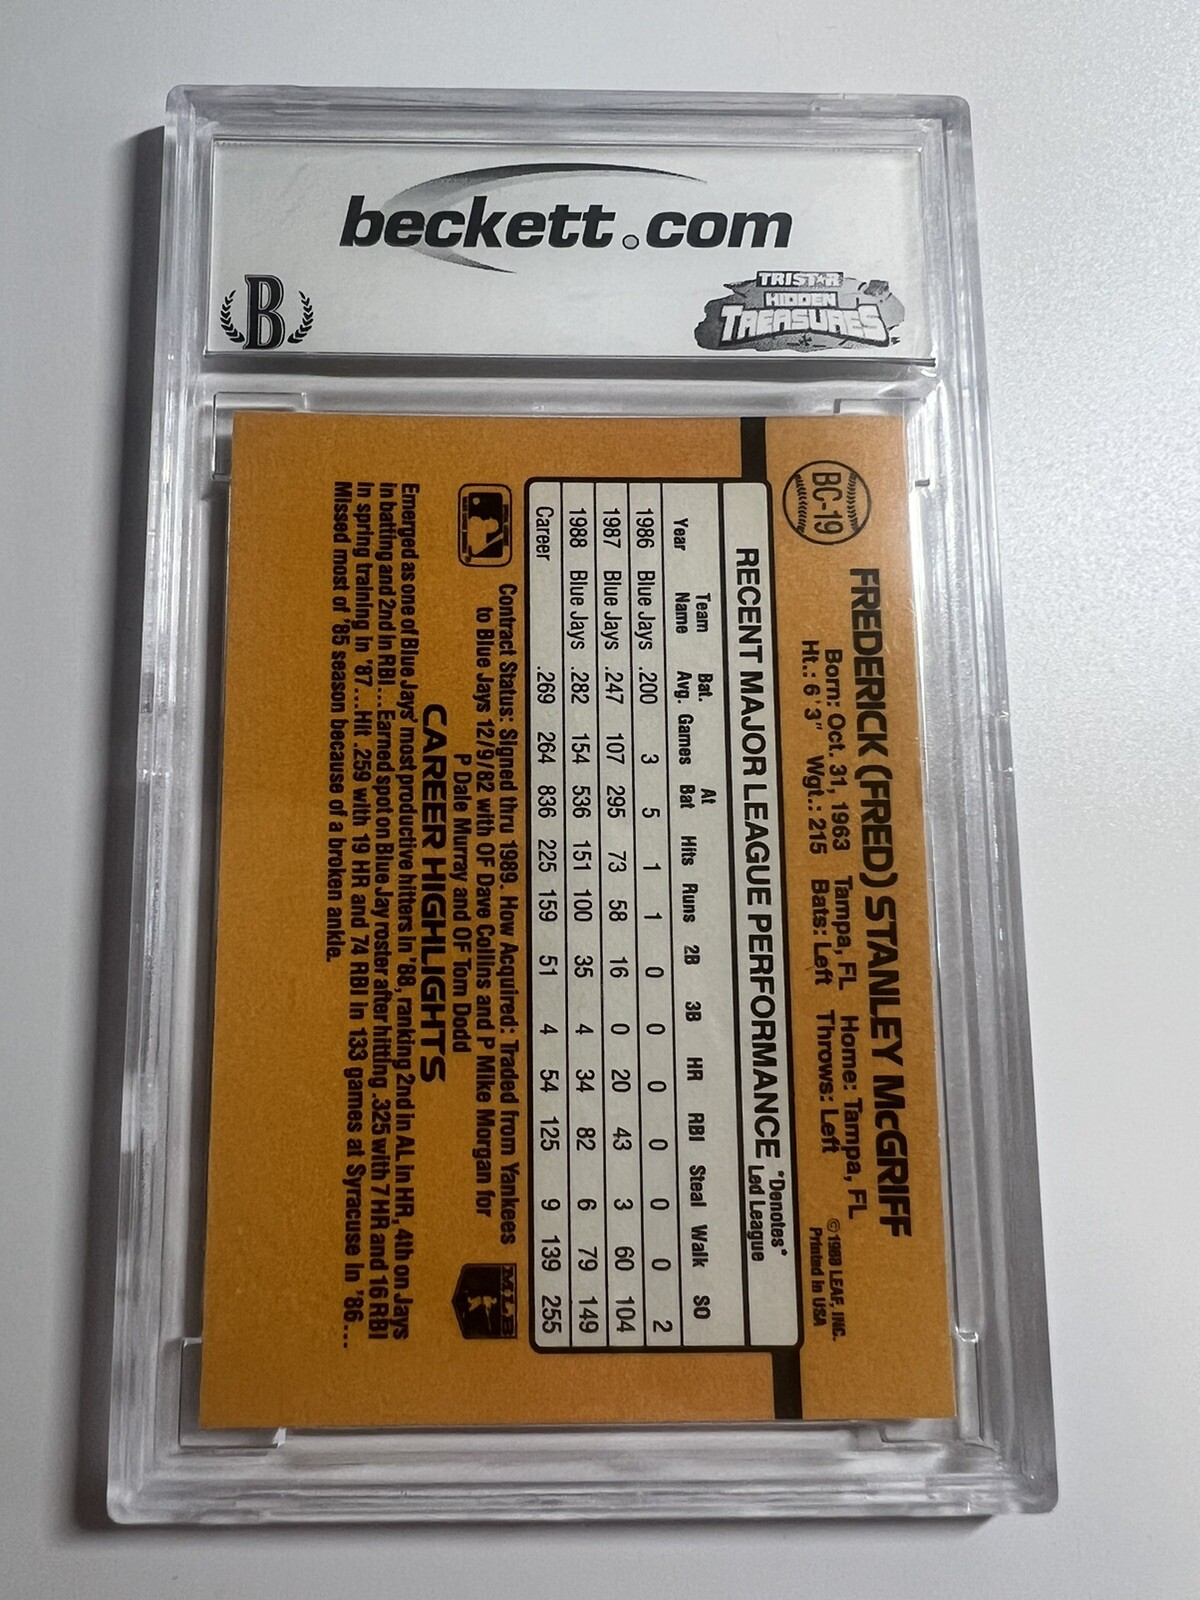 beckett.com
B
TRISTAR
HIDDEN
TREASURES
BC-19
FREDERICK (FRED) STANLEY McGRIFF
Born: Oct. 31, 1963 Tampa, FL Home: Tampa, FL
Ht.: 6'3" Wgt.: 215 Bats: Left Throws: Left
©1988 LEAF, INC.
Printed in USA
RECENT MAJOR LEAGUE PERFORMANCE
*Denotes*
Led League
Year Team Name Bat. Avg. Games At Bat Hits Runs 2B 3B HR RBI Steal Walk SO
1986 Blue Jays .200 3 5 1 1 0 0 0 0 0 0 2
1987 Blue Jays .247 107 295 73 58 16 0 20 43 3 60 104
1988 Blue Jays .282 154 536 151 100 35 4 34 82 6 79 149
Career .269 264 836 225 159 51 4 54 125 9 139 255
Contract Status: Signed thru 1989. How Acquired: Traded from Yankees
to Blue Jays 12/9/82 with OF Dave Collins and P Mike Morgan for
P Dale Murray and OF Tom Dodd
MLB
CAREER HIGHLIGHTS
Emerged as one of Blue Jays' most productive hitters in '88, ranking 2nd in AL in HR, 4th on Jays
in batting and 2nd in RBI...Earned spot on Blue Jay roster after hitting .325 with 7 HR and 16 RBI
in spring training in '87...Hit .259 with 19 HR and 74 RBI in 133 games at Syracuse in '86...
Missed most of '85 season because of a broken ankle.